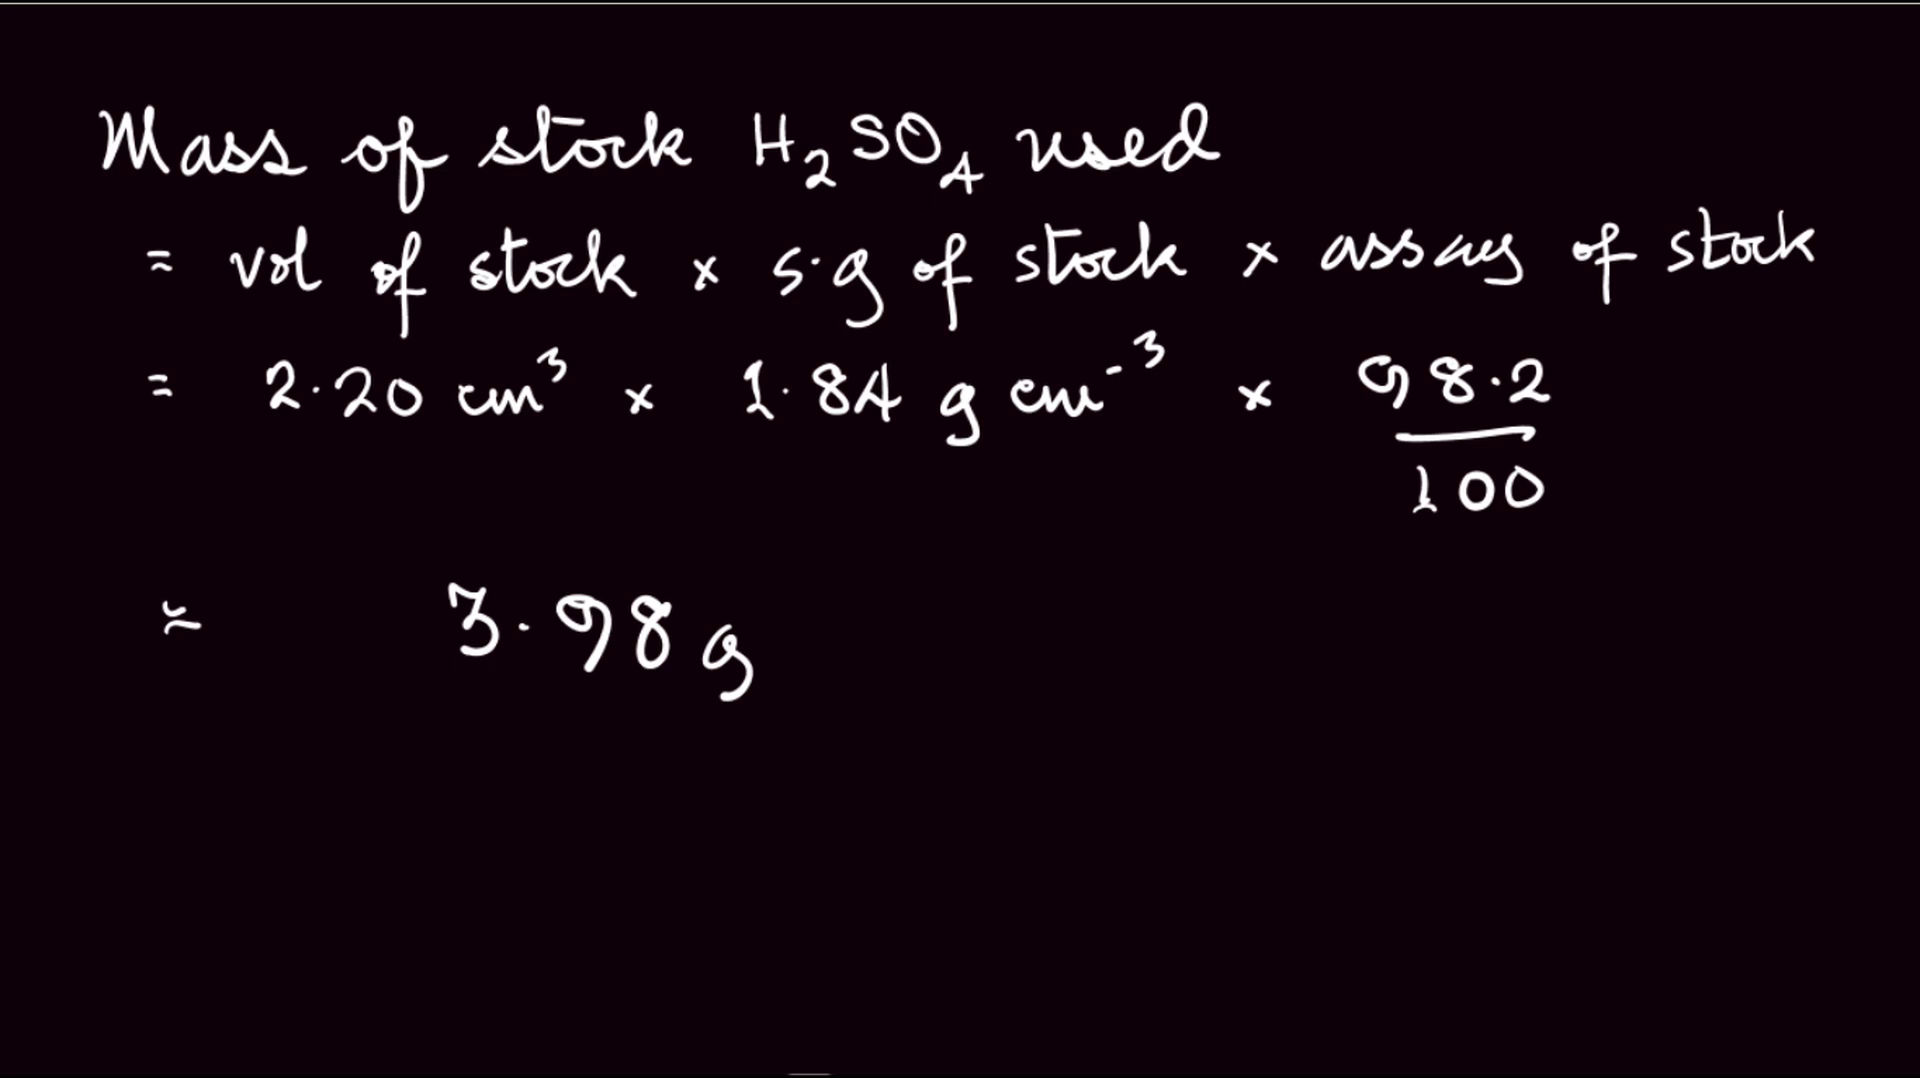 Mass of stock H₂SO₄ used
= vol of stock × s.g of stock × assay of stock
= 2.20 cm³ × 1.84 g cm⁻³ × 98.2
100
≈ 3.98 g